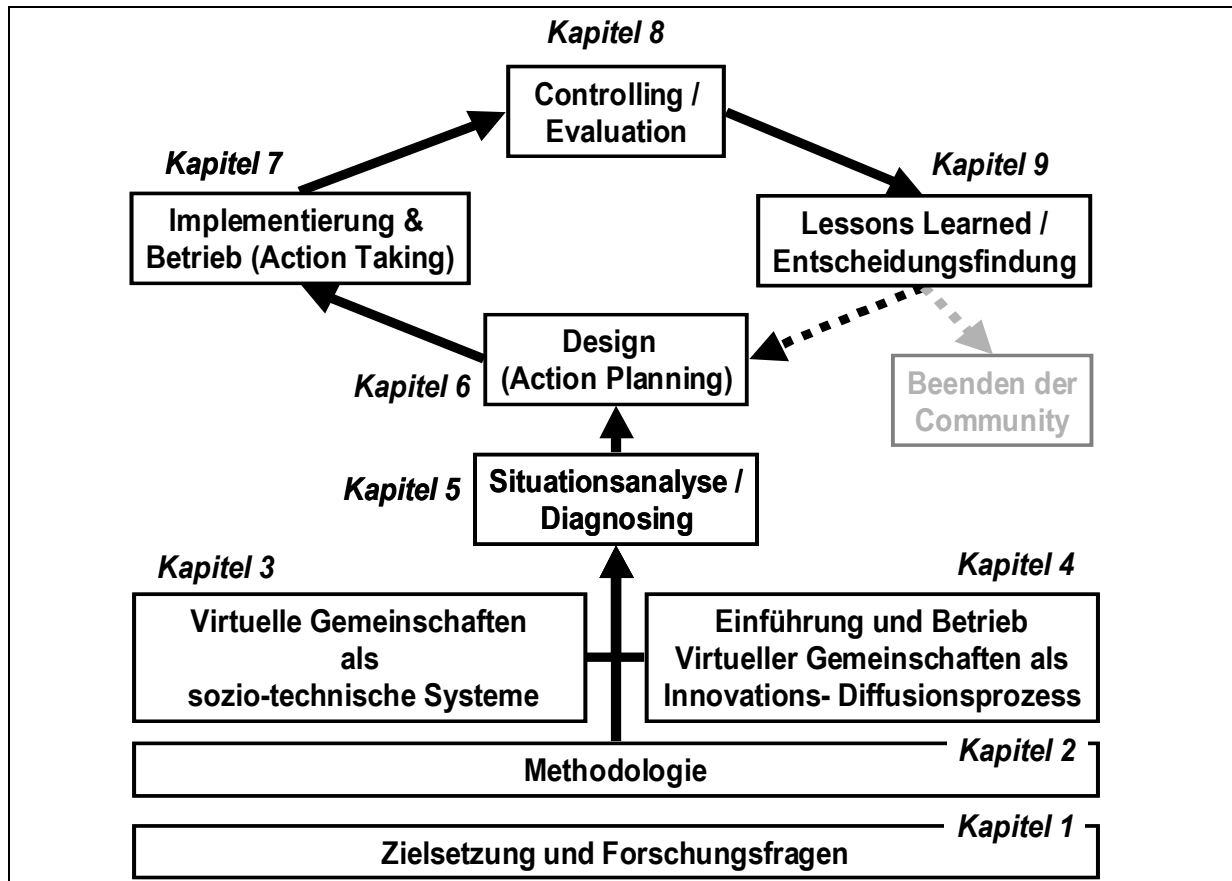 Kapitel 8
Controlling /
Evaluation
Kapitel 7
Implementierung &
Betrieb (Action Taking)
Kapitel 9
Lessons Learned /
Entscheidungsfindung
Design
(Action Planning)
Kapitel 6
Beenden der
Community
Kapitel 5
Situationsanalyse /
Diagnosing
Kapitel 3
Virtuelle Gemeinschaften
als
sozio-technische Systeme
Kapitel 4
Einführung und Betrieb
Virtueller Gemeinschaften als
Innovations- Diffusionsprozess
Kapitel 2
Methodologie
Kapitel 1
Zielsetzung und Forschungsfragen